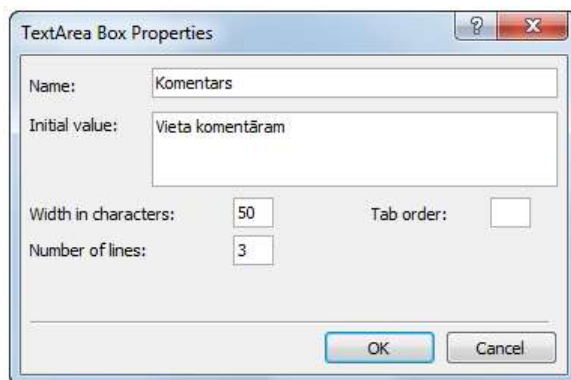 TextArea Box Properties
Name: Komentars
Initial value: Vieta komentāram
Width in characters: 50 Tab order:
Number of lines: 3
OK Cancel